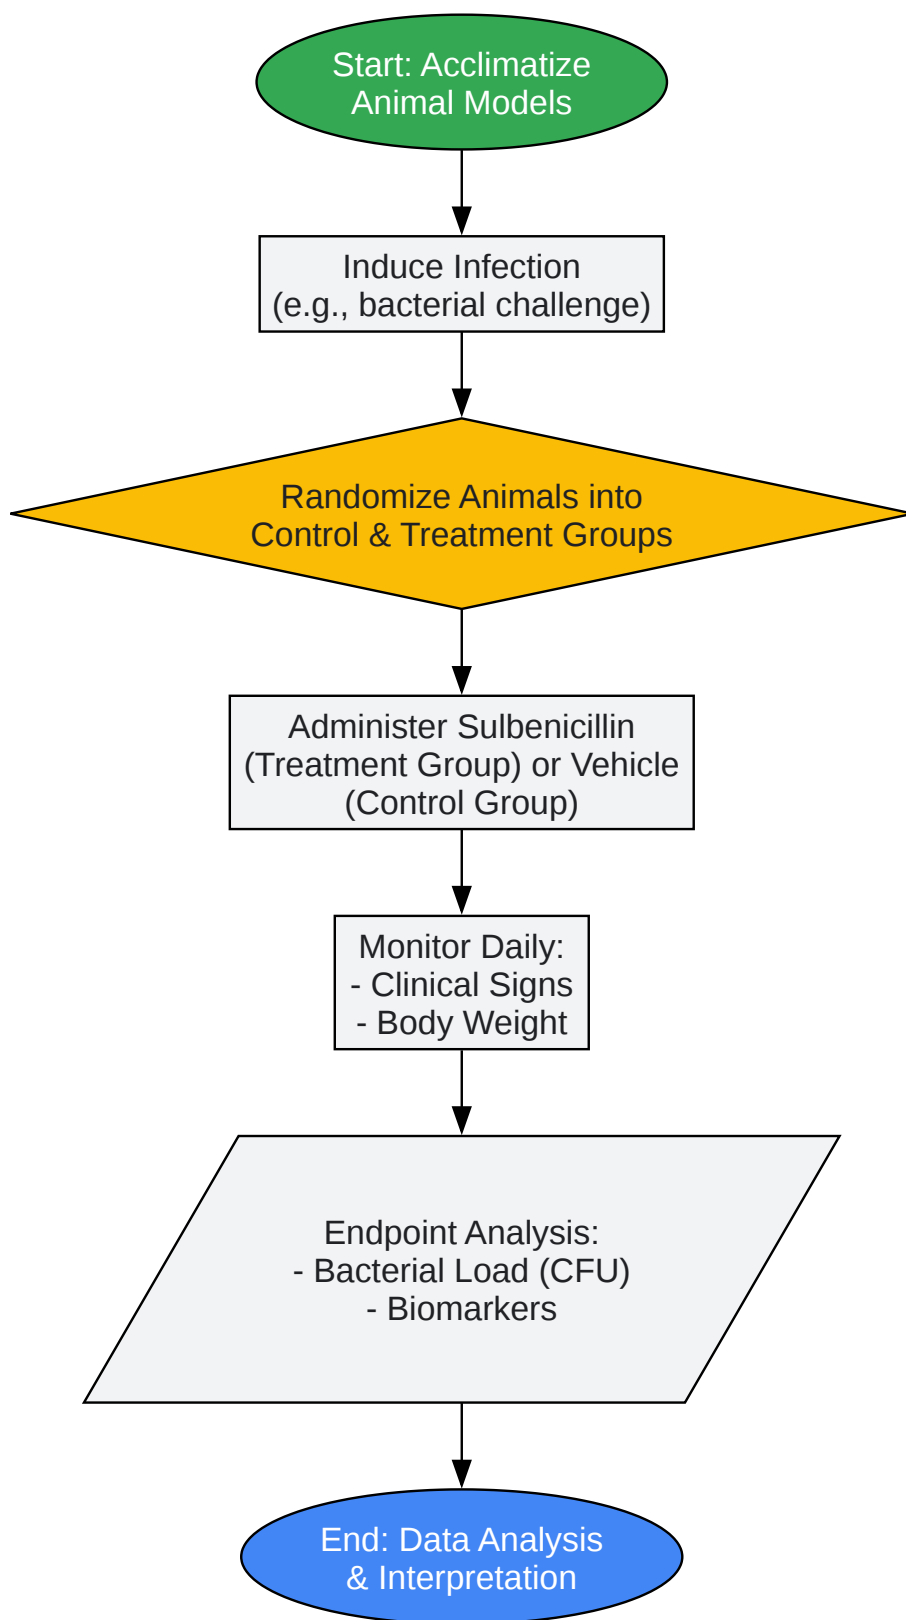 Start: Acclimatize
Animal Models
Induce Infection
(e.g., bacterial challenge)
Randomize Animals into
Control & Treatment Groups
Administer Sulbenicillin
(Treatment Group) or Vehicle
(Control Group)
Monitor Daily:
- Clinical Signs
- Body Weight
Endpoint Analysis:
- Bacterial Load (CFU)
- Biomarkers
End: Data Analysis
& Interpretation